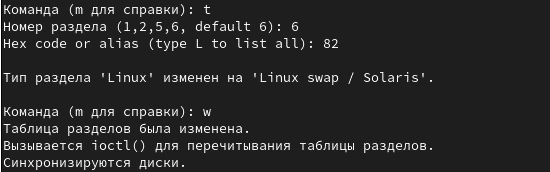 Команда (m для справки): t
Номер раздела (1,2,5,6, default 6): 6
Hex code or alias (type L to list all): 82
Тип раздела 'Linux' изменен на 'Linux swap / Solaris'.
Команда (m для справки): w
Таблица разделов была изменена.
Вызывается ioctl() для перечитывания таблицы разделов.
Синхронизируются диски.